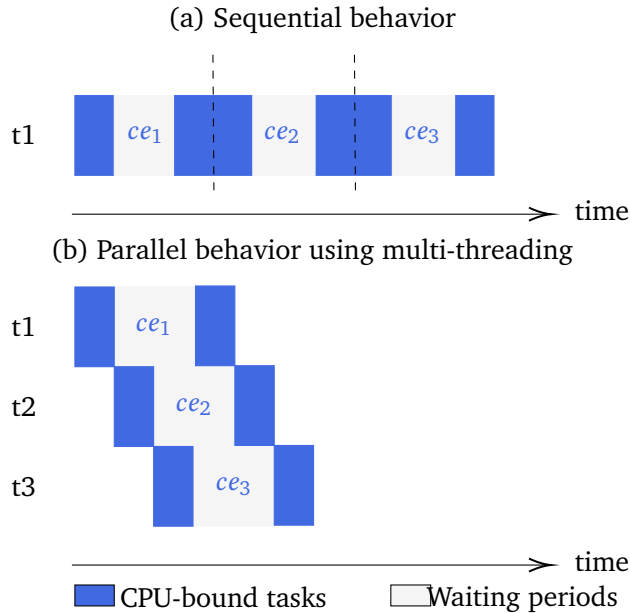 (a) Sequential behavior
t1 ce₁ ce₂ ce₃
time
(b) Parallel behavior using multi-threading
t1 ce₁
t2 ce₂
t3 ce₃
time
CPU-bound tasks Waiting periods